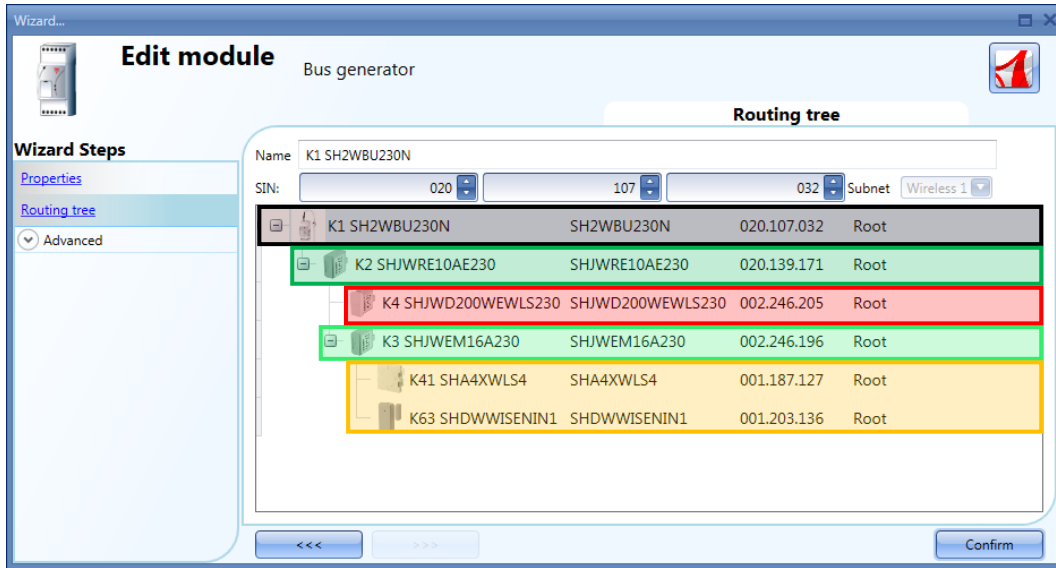 Wizard...
Edit module
Bus generator
Routing tree
Wizard Steps
Properties
Routing tree
Advanced
Name K1 SH2WBU230N
SIN: 020 107 032 Subnet Wireless 1
K1 SH2WBU230N SH2WBU230N 020.107.032 Root
K2 SHJWRE10AE230 SHJWRE10AE230 020.139.171 Root
K4 SHJWD200WEWLS230 SHJWD200WEWLS230 002.246.205 Root
K3 SHJWEM16A230 SHJWEM16A230 002.246.196 Root
K41 SHA4XWLS4 SHA4XWLS4 001.187.127 Root
K63 SHDWWISENIN1 SHDWWISENIN1 001.203.136 Root
<<< >>> Confirm